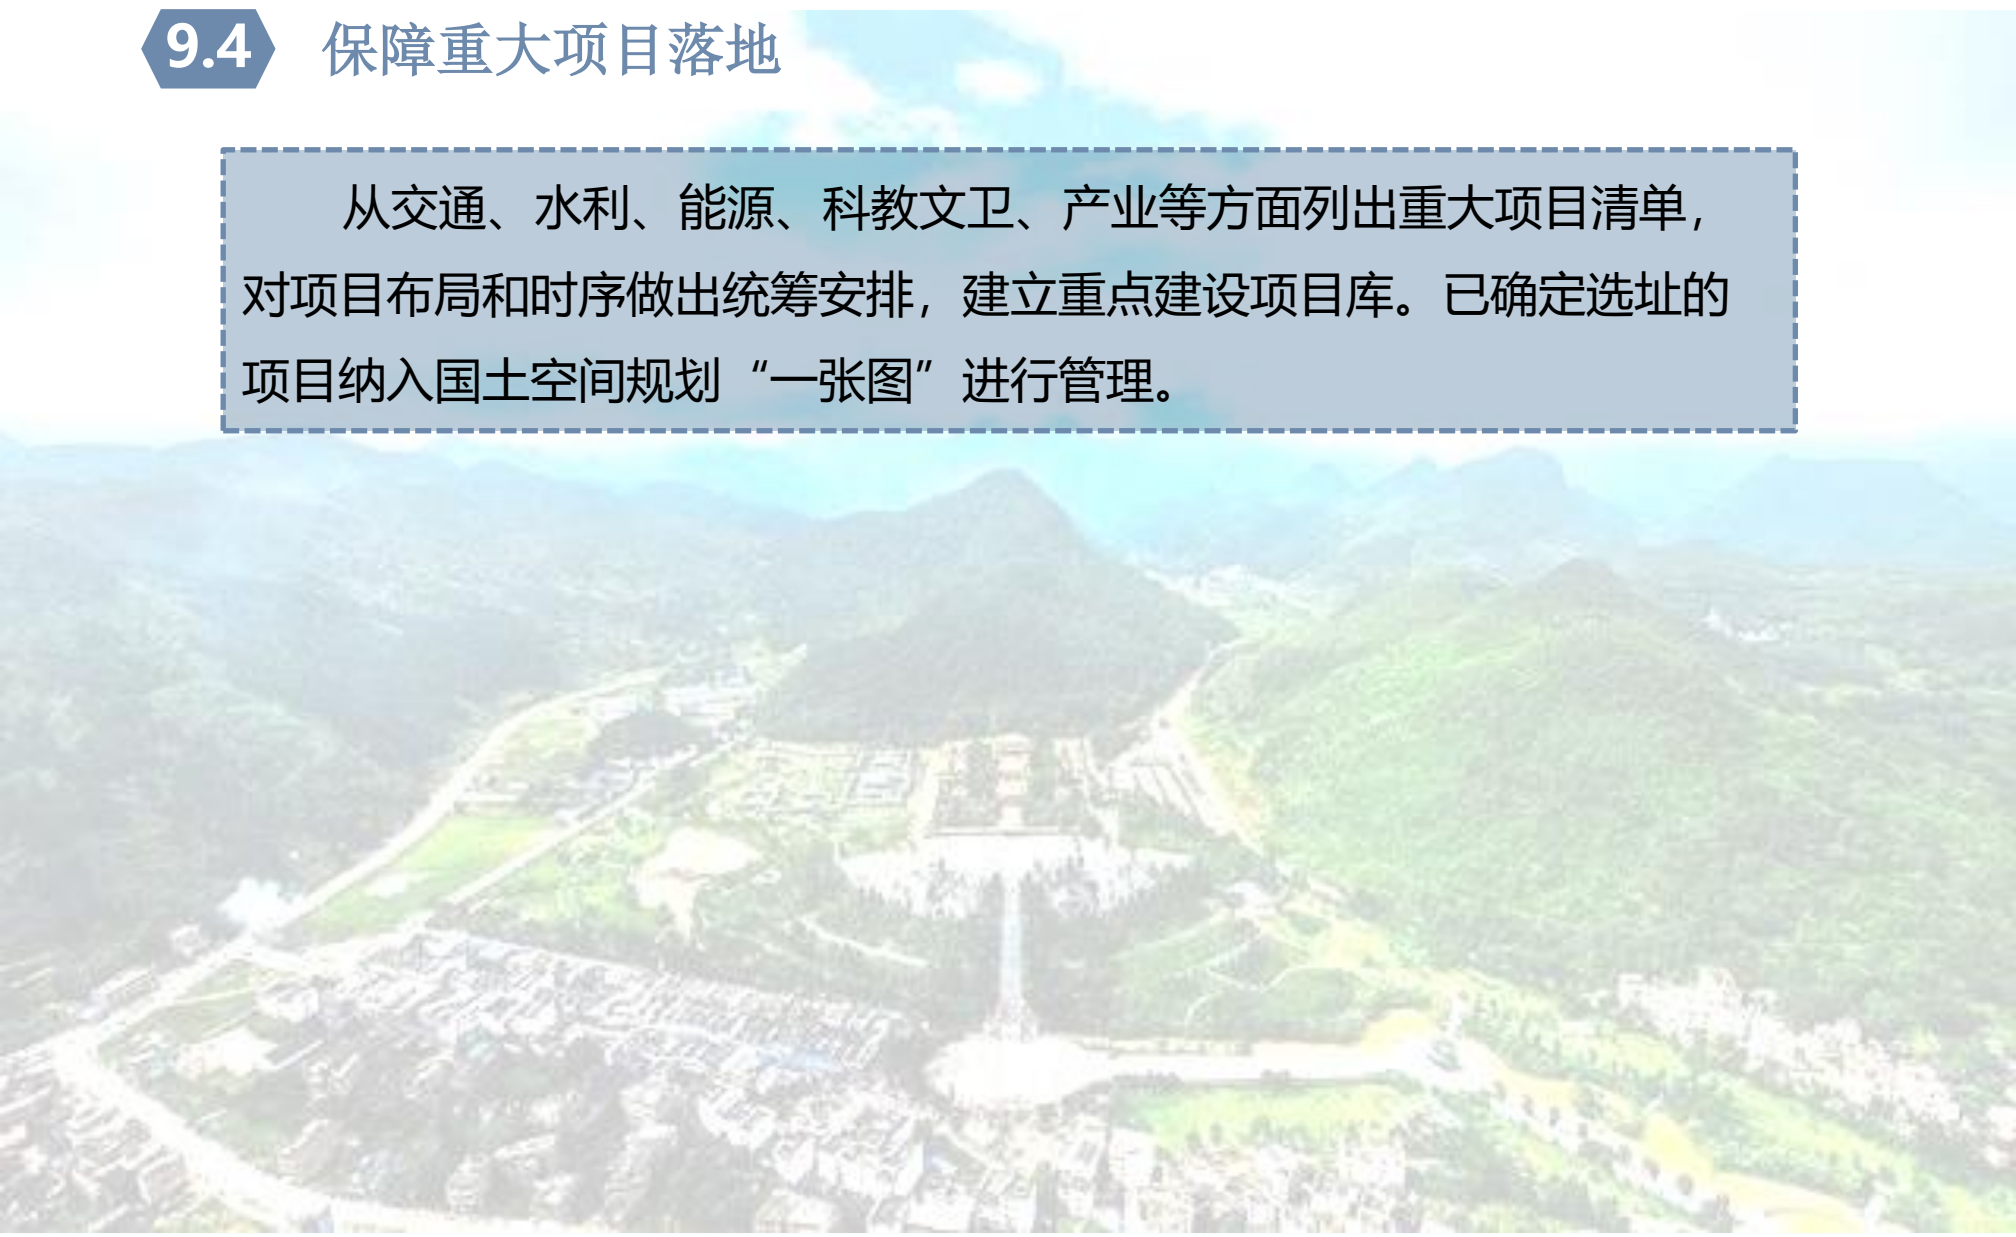 9.4 保障重大项目落地
从交通、水利、能源、科教文卫、产业等方面列出重大项目清单，
对项目布局和时序做出统筹安排，建立重点建设项目库。已确定选址的
项目纳入国土空间规划“一张图”进行管理。